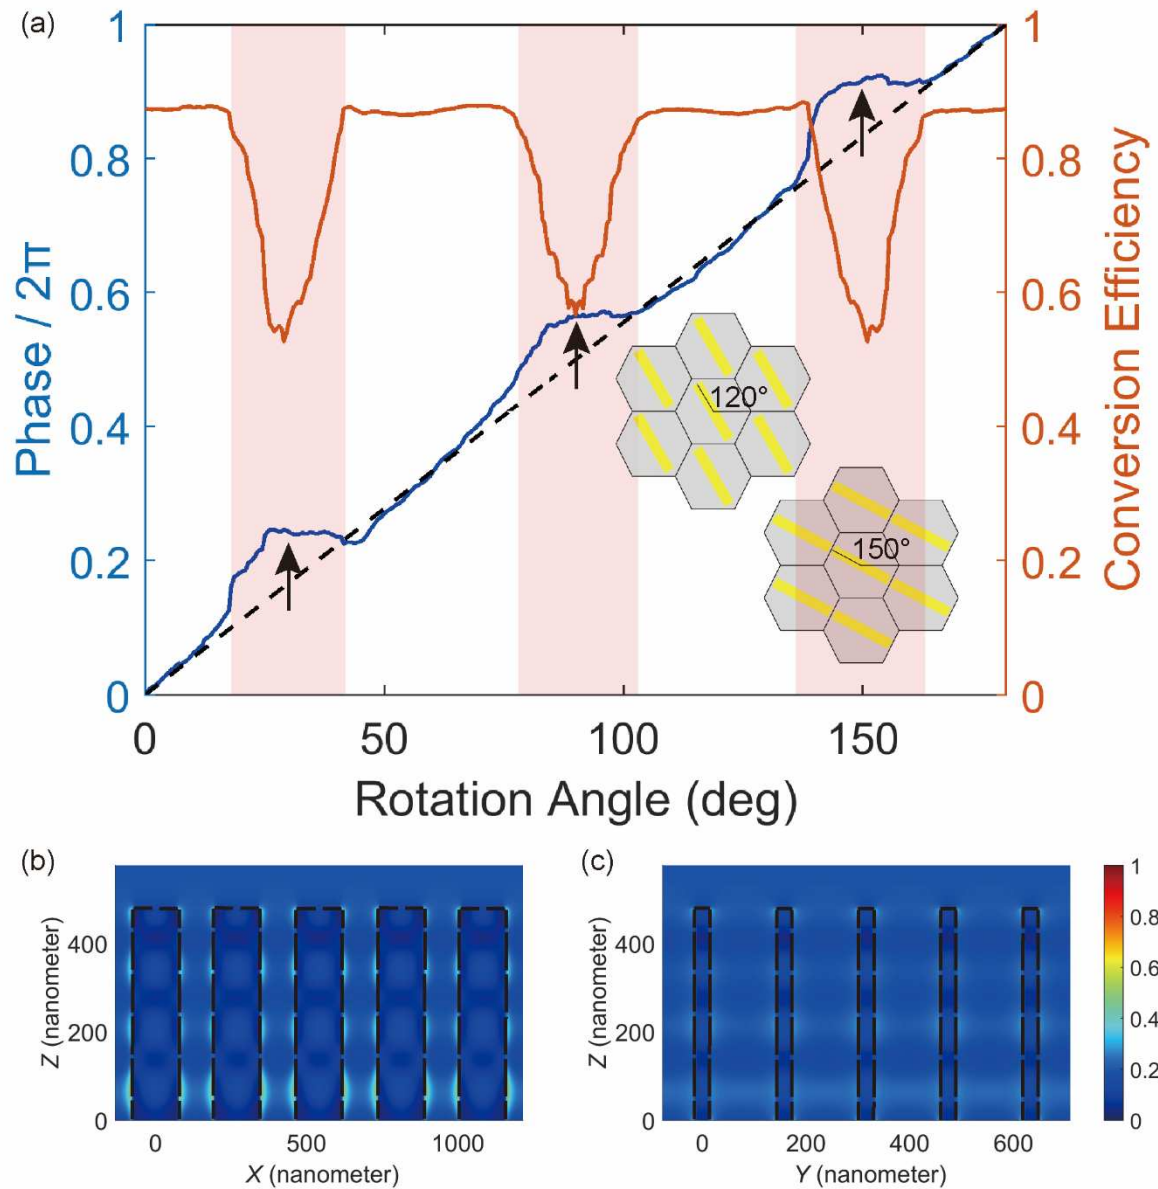 (a)
1
0.8
0.6
0.4
0.2
0
Phase / 2π
1
0.8
0.6
0.4
0.2
0
Conversion Efficiency
120°
150°
0 50 100 150
Rotation Angle (deg)
(b)
Z (nanometer)
400
200
0
0 500 1000
X (nanometer)
(c)
Z (nanometer)
400
200
0
0 200 400 600
Y (nanometer)
1
0.8
0.6
0.4
0.2
0